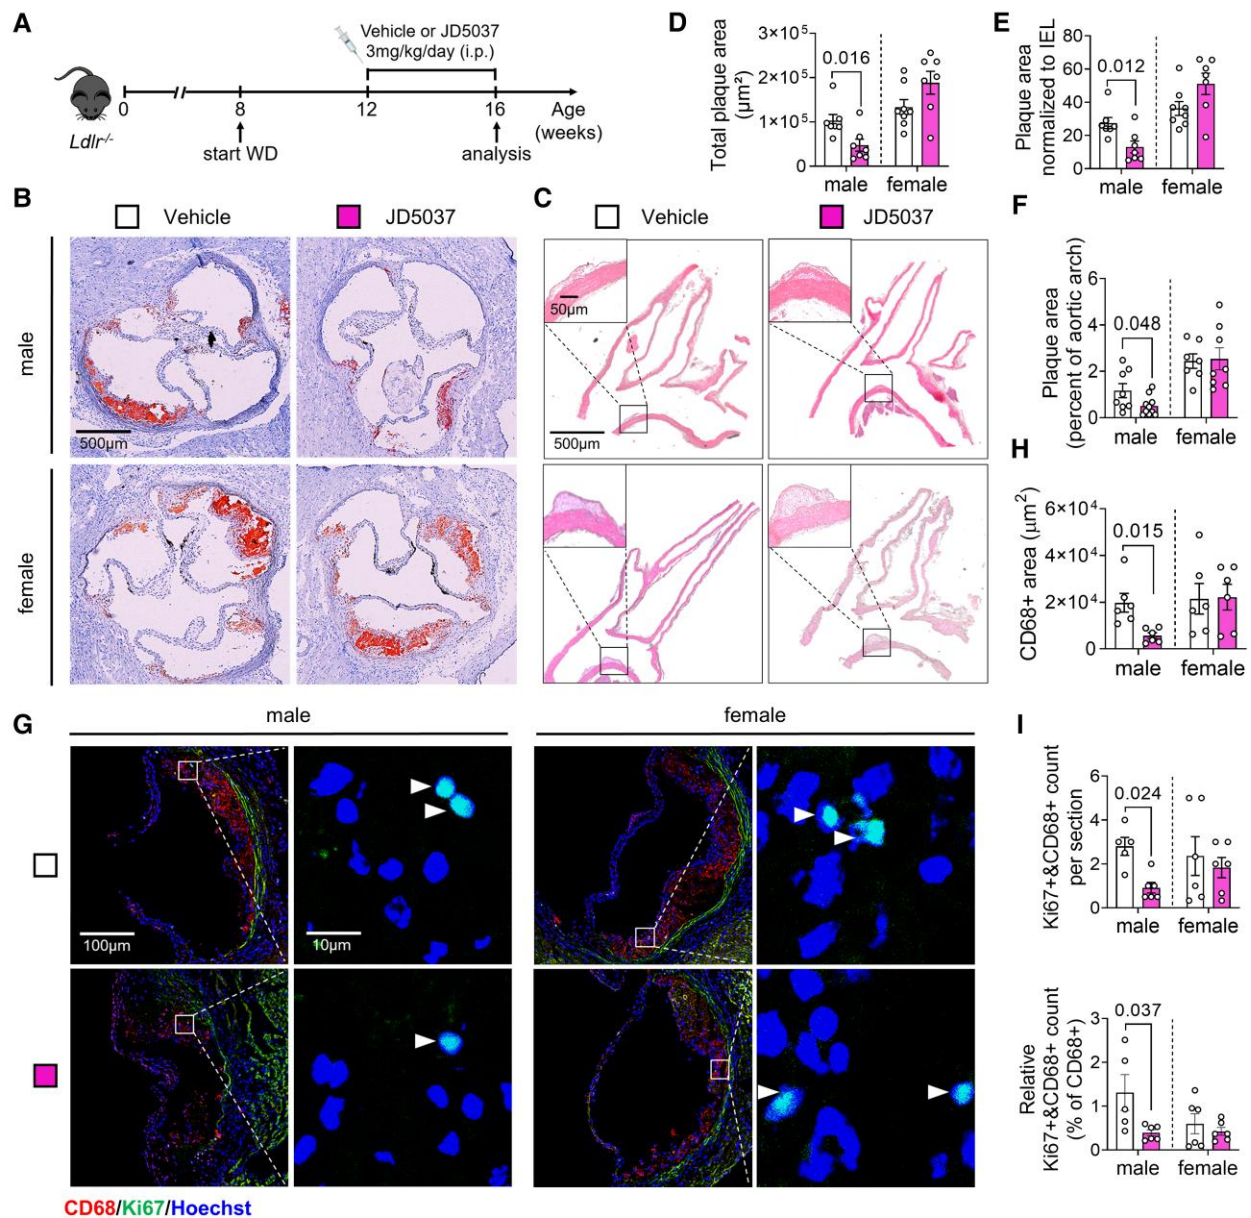 A
Vehicle or JD5037
3mg/kg/day (i.p.)
0
8
12
16
Age
(weeks)
Ldlr-/-
start WD
analysis
B
Vehicle
JD5037
male
500µm
female
C
Vehicle
JD5037
50µm
500µm
D
Total plaque area
(µm²)
3×10⁵
2×10⁵
1×10⁵
0
0.016
male
female
E
Plaque area
normalized to IEL
80
60
40
20
0
0.012
male
female
F
Plaque area
(percent of aortic arch)
6
4
2
0
0.048
male
female
G
male
female
100µm
10µm
CD68/Ki67/Hoechst
H
CD68+ area (µm²)
6×10⁴
4×10⁴
2×10⁴
0
0.015
male
female
I
Ki67+&CD68+ count
per section
6
4
2
0
0.024
male
female
Relative
Ki67+&CD68+ count
(% of CD68+)
3
2
1
0
0.037
male
female